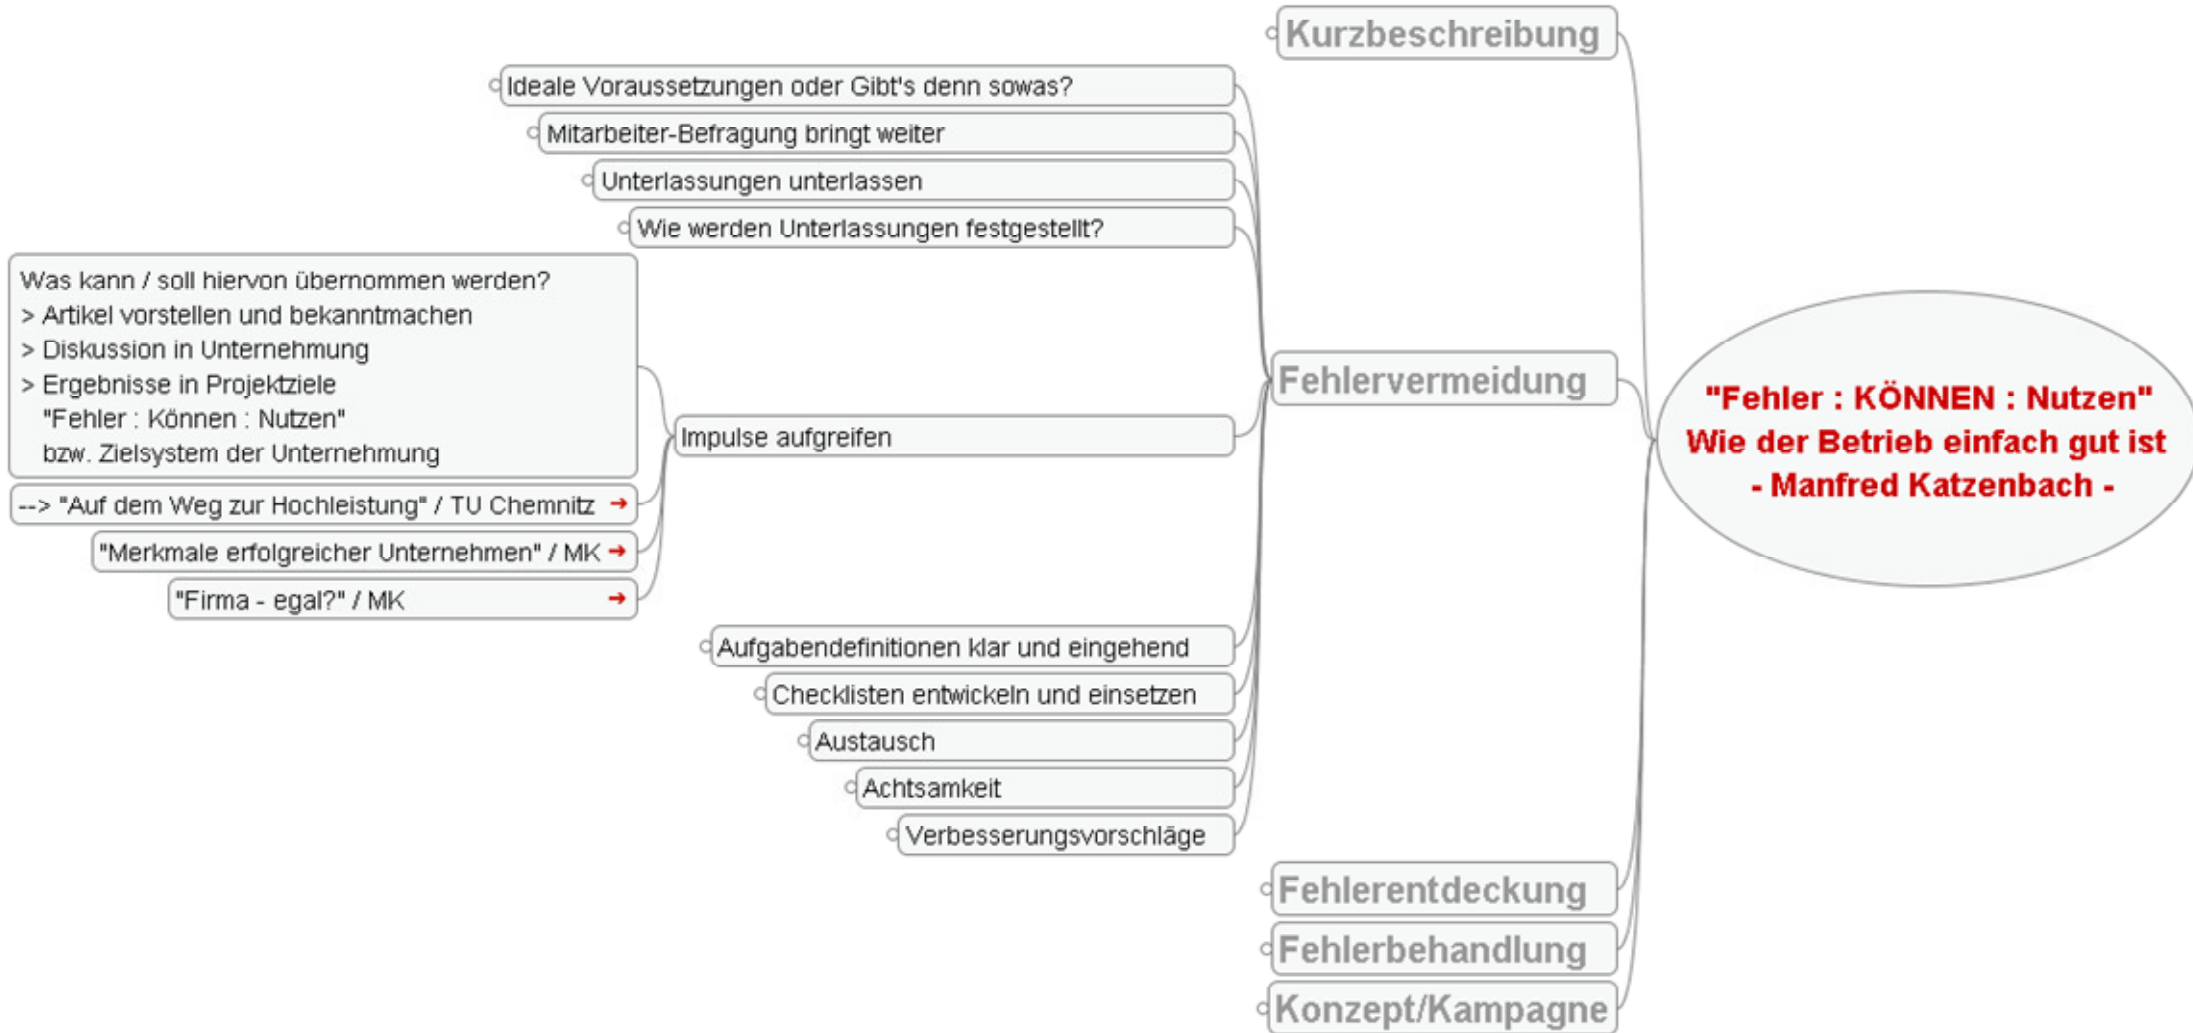 Kurzbeschreibung
Ideale Voraussetzungen oder Gibt's denn sowas?
Mitarbeiter-Befragung bringt weiter
Unterlassungen unterlassen
Wie werden Unterlassungen festgestellt?
Was kann / soll hiervon übernommen werden?
> Artikel vorstellen und bekanntmachen
> Diskussion in Unternehmung
> Ergebnisse in Projektziele
"Fehler : Können : Nutzen"
bzw. Zielsystem der Unternehmung
--> "Auf dem Weg zur Hochleistung" / TU Chemnitz
"Merkmale erfolgreicher Unternehmen" / MK
"Firma - egal?" / MK
Impulse aufgreifen
Fehlervermeidung
"Fehler : KÖNNEN : Nutzen"
Wie der Betrieb einfach gut ist
- Manfred Katzenbach -
Aufgabendefinitionen klar und eingehend
Checklisten entwickeln und einsetzen
Austausch
Achtsamkeit
Verbesserungsvorschläge
Fehlerentdeckung
Fehlerbehandlung
Konzept/Kampagne